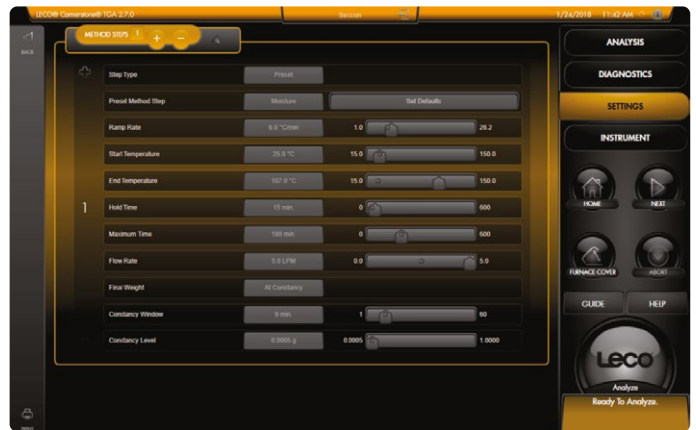 LECO® Cornerstone® TGA 2.7.0
Session
1/24/2018 11:42 AM
BACK
METHOD STEPS 1
ANALYSIS
DIAGNOSTICS
SETTINGS
INSTRUMENT
Step Type Preset
Preset Method Step Moisture Set Defaults
Ramp Rate 6.0 °C/min 1.0 20.2
Start Temperature 25.0 °C 15.0 150.0
End Temperature 107.0 °C 15.0 150.0
1
Hold Time 15 min. 0 600
Maximum Time 0 600
Flow Rate 5.0 LPM 0.0 5.0
Final Weight At Constancy
Constancy Window 9 min. 1 60
Constancy Level 0.0005 g 0.0005 1.0000
HOME NEXT
FURNACE COVER ABORT
GUIDE HELP
LECO
Analyze
Ready To Analyze.
PRINT